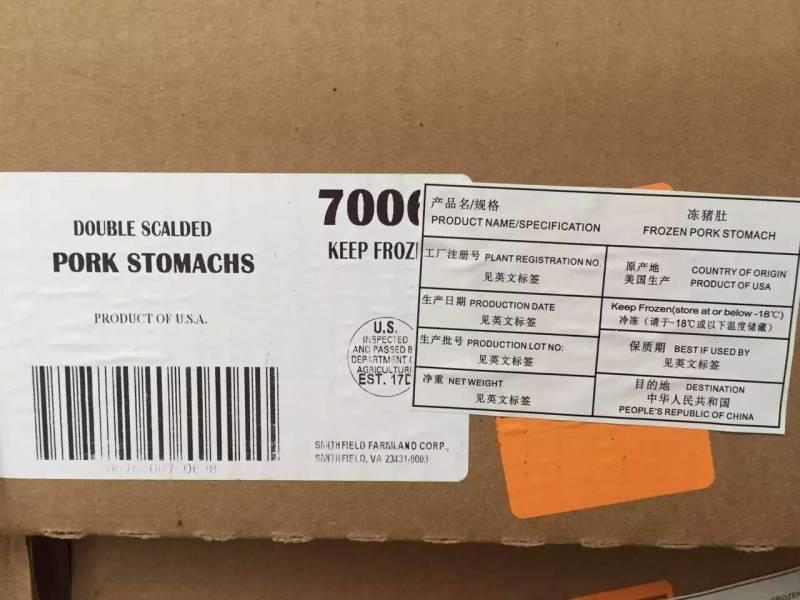 DOUBLE SCALDED
PORK STOMACHS
PRODUCT OF U.S.A.
7006
KEEP FROZ
U.S.
INSPECTED
AND PASSED B
DEPARTMENT O
AGRICULTUR
EST. 17
SMITHFIELD FARMLAND CORP.,
SMITHFIELD, VA 23431-9003
产品名/规格
PRODUCT NAME/SPECIFICATION
冻猪肚
FROZEN PORK STOMACH
工厂注册号 PLANT REGISTRATION NO.
见英文标签
原产地 COUNTRY OF ORIGIN
美国生产 PRODUCT OF USA
生产日期 PRODUCTION DATE
见英文标签
Keep Frozen(store at or below -18℃)
冷冻（请于-18℃或以下温度储藏）
生产批号 PRODUCTION LOT NO:
见英文标签
保质期 BEST IF USED BY
见英文标签
净重 NET WEIGHT
见英文标签
目的地 DESTINATION
中华人民共和国
PEOPLE'S REPUBLIC OF CHINA